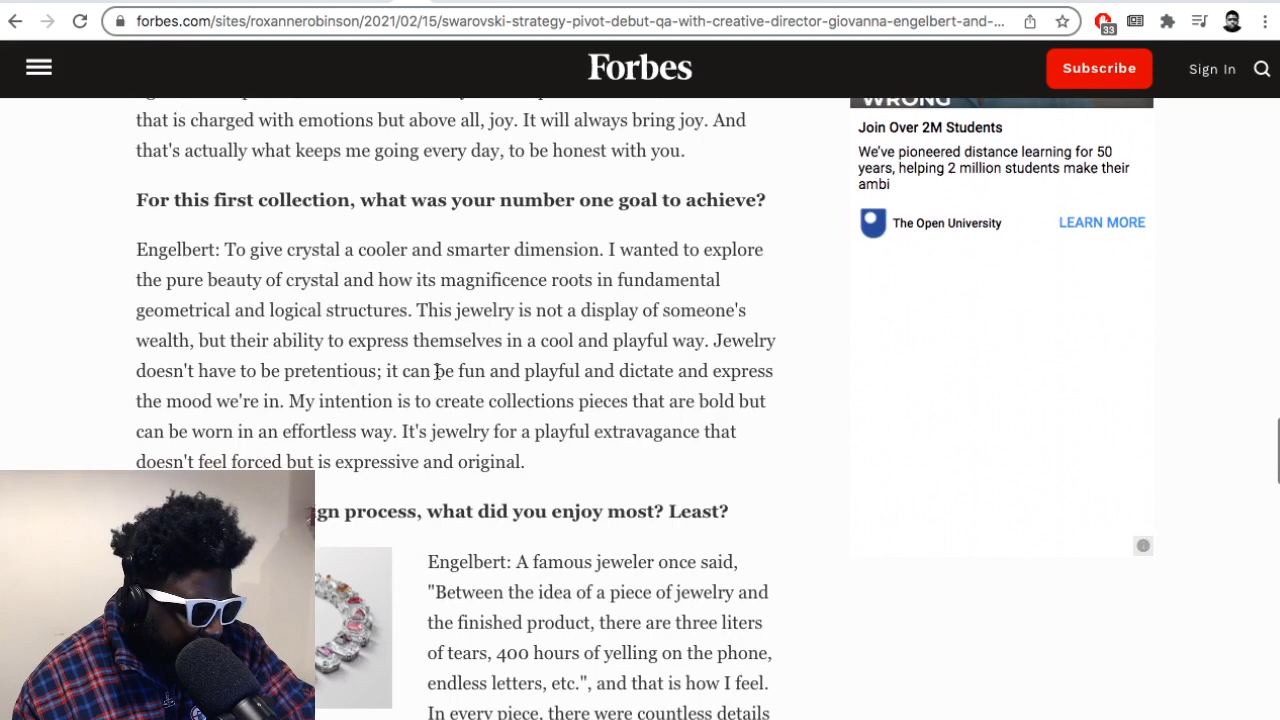 forbes.com/sites/roxannerobinson/2021/02/15/swarovski-strategy-pivot-debut-qa-with-creative-director-giovanna-engelbert-and-...
33
Forbes
Subscribe
Sign In
that is charged with emotions but above all, joy. It will always bring joy. And
that's actually what keeps me going every day, to be honest with you.
For this first collection, what was your number one goal to achieve?
Engelbert: To give crystal a cooler and smarter dimension. I wanted to explore
the pure beauty of crystal and how its magnificence roots in fundamental
geometrical and logical structures. This jewelry is not a display of someone's
wealth, but their ability to express themselves in a cool and playful way. Jewelry
doesn't have to be pretentious; it can be fun and playful and dictate and express
the mood we're in. My intention is to create collections pieces that are bold but
can be worn in an effortless way. It's jewelry for a playful extravagance that
doesn't feel forced but is expressive and original.
gn process, what did you enjoy most? Least?
Engelbert: A famous jeweler once said,
"Between the idea of a piece of jewelry and
the finished product, there are three liters
of tears, 400 hours of yelling on the phone,
endless letters, etc.", and that is how I feel.
In every piece, there were countless details
WRONG
Join Over 2M Students
We've pioneered distance learning for 50
years, helping 2 million students make their
ambi
The Open University
LEARN MORE